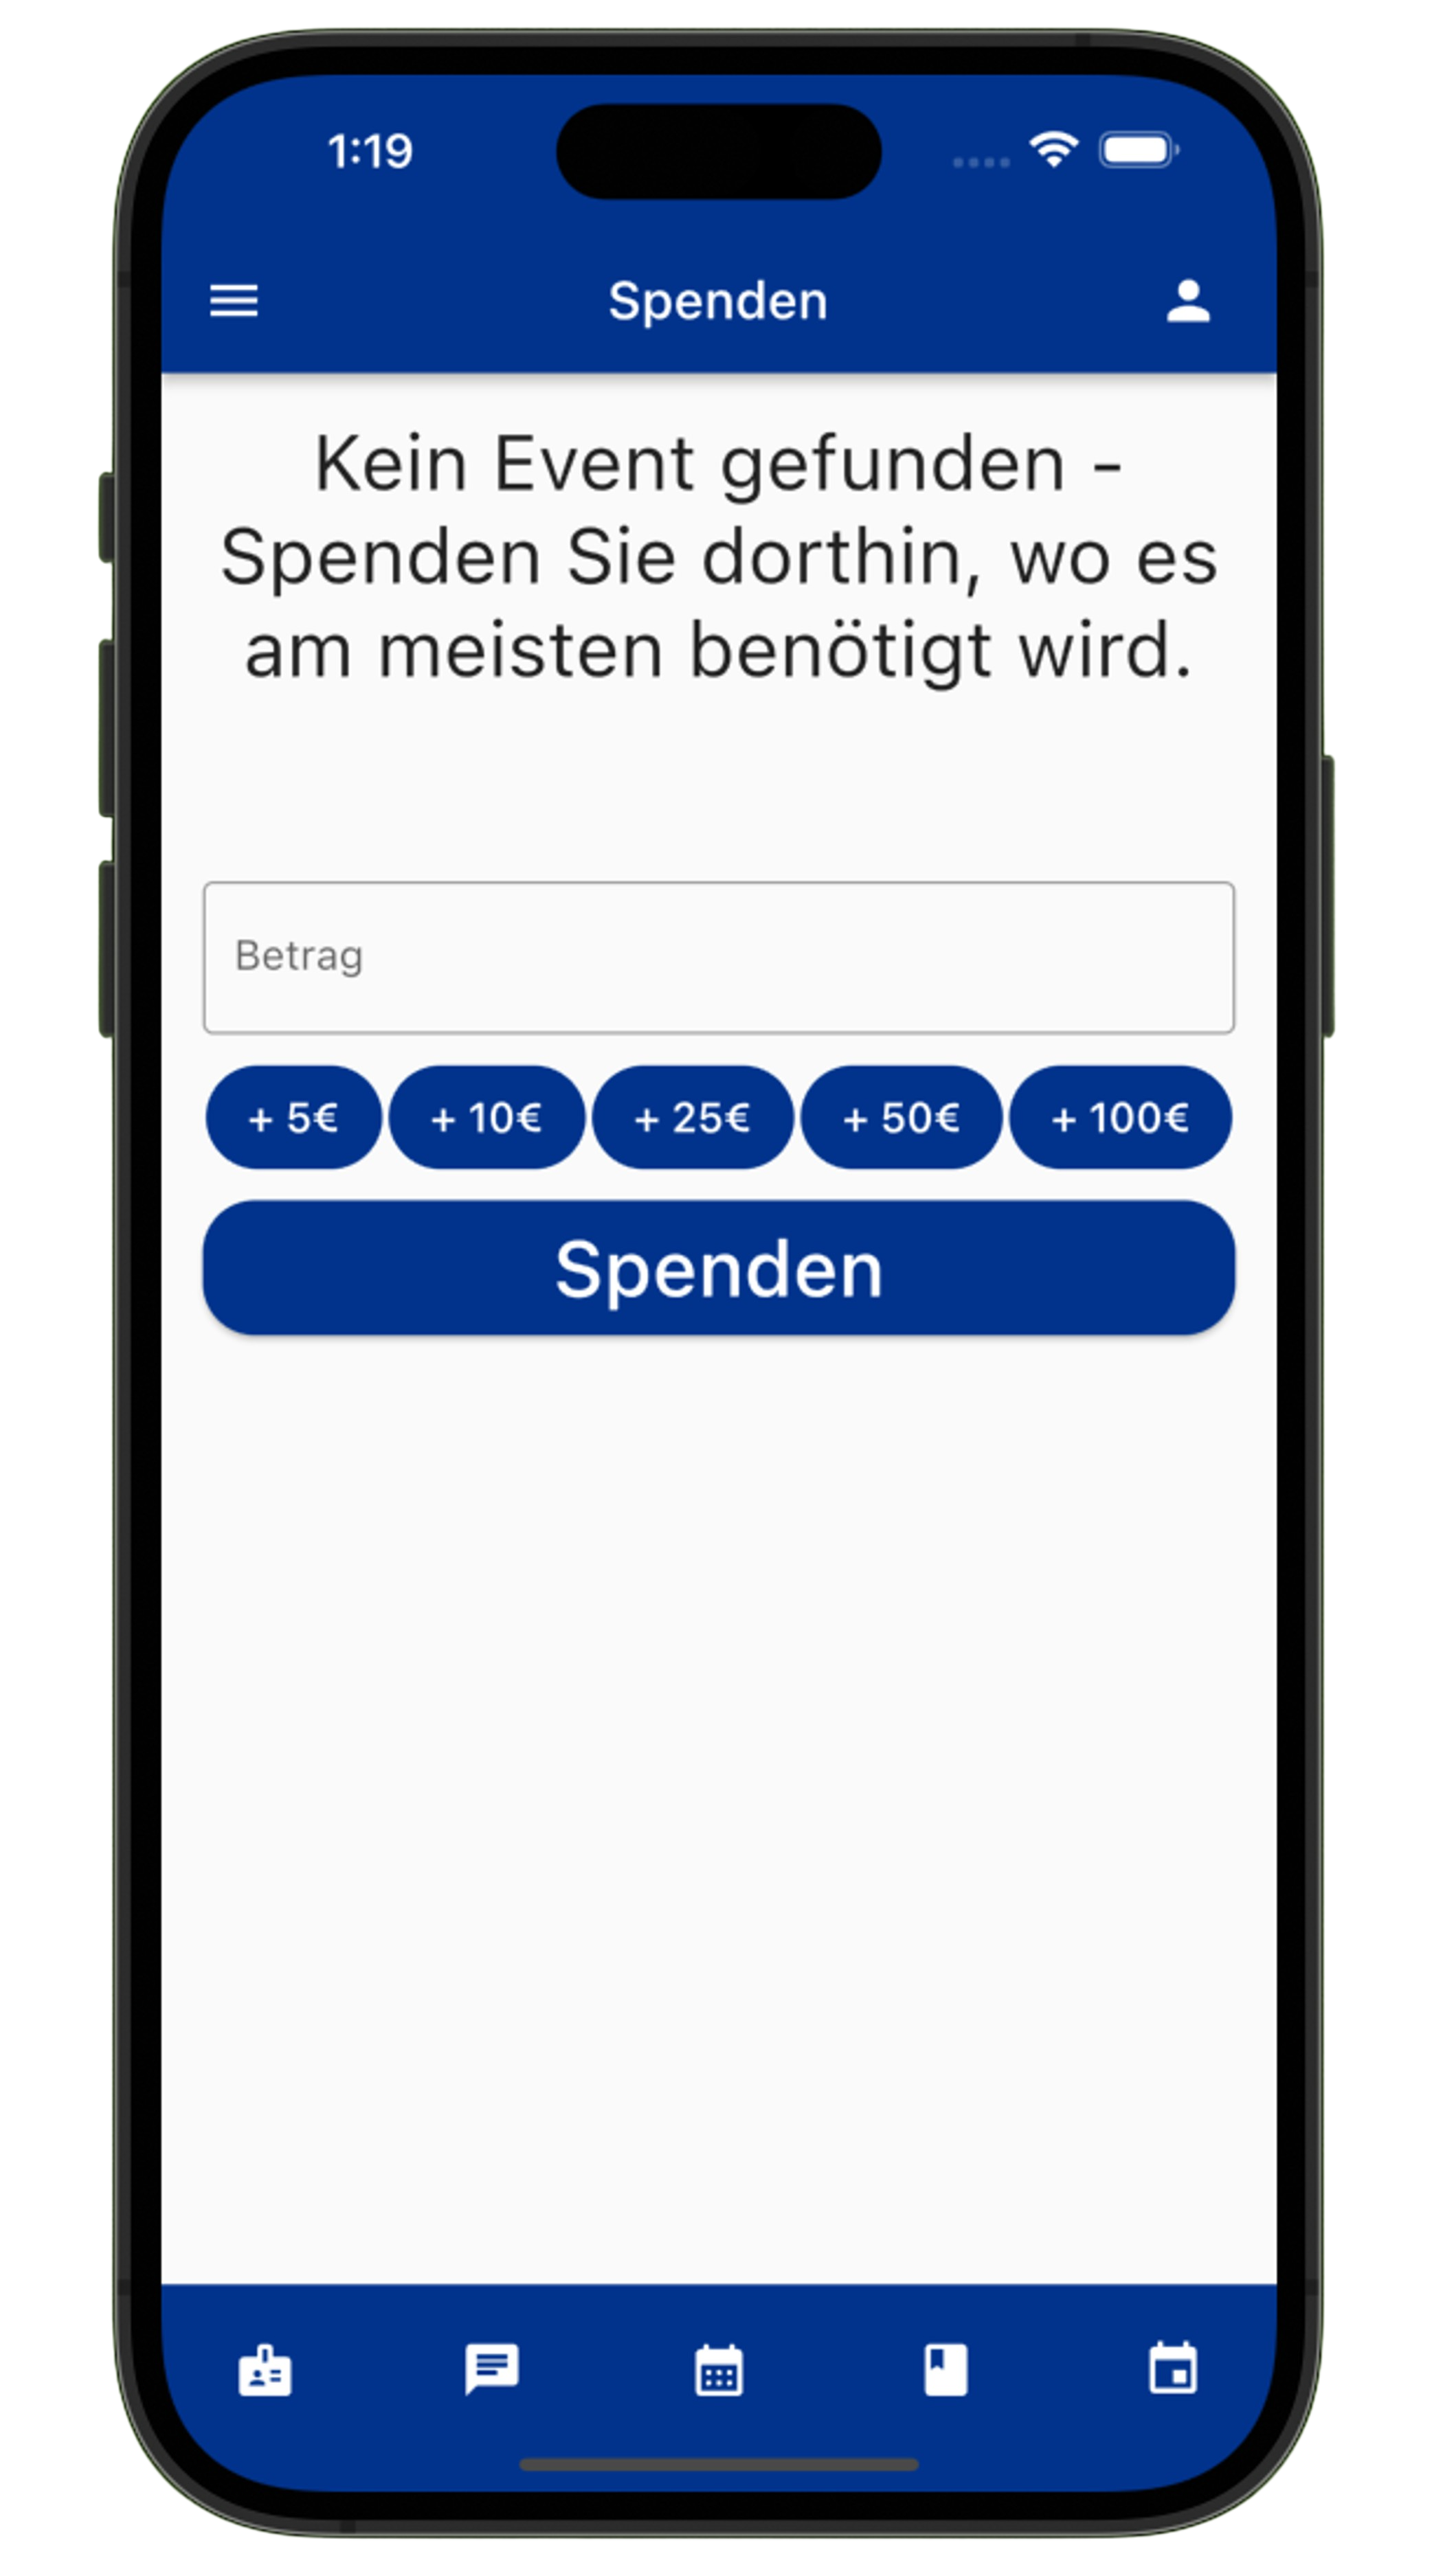 1:19
Spenden
Kein Event gefunden -
Spenden Sie dorthin, wo es
am meisten benötigt wird.
Betrag
+ 5€ + 10€ + 25€ + 50€ + 100€
Spenden